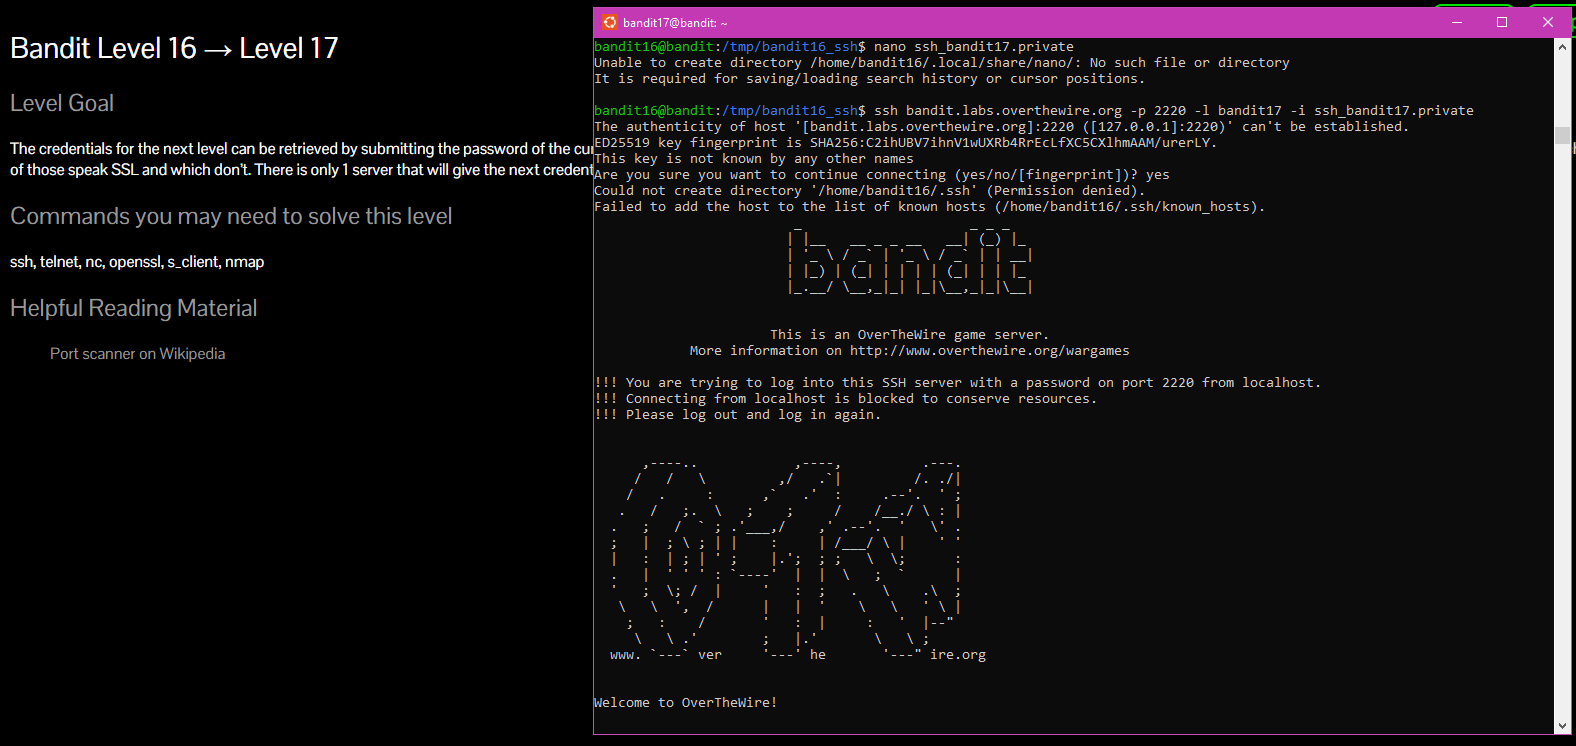 Bandit Level 16 → Level 17
Level Goal
The credentials for the next level can be retrieved by submitting the password of the
of those speak SSL and which don't. There is only 1 server that will give the next
Commands you may need to solve this level
ssh, telnet, nc, openssl, s_client, nmap
Helpful Reading Material
Port scanner on Wikipedia
bandit17@bandit: ~
bandit16@bandit:/tmp/bandit16_ssh$ nano ssh_bandit17.private
Unable to create directory /home/bandit16/.local/share/nano/: No such file or directory
It is required for saving/loading search history or cursor positions.
bandit16@bandit:/tmp/bandit16_ssh$ ssh bandit.labs.overthewire.org -p 2220 -l bandit17 -i ssh_bandit17.private
The authenticity of host '[bandit.labs.overthewire.org]:2220 ([127.0.0.1]:2220)' can't be established.
ED25519 key fingerprint is SHA256:C2ihUBV7ihnV1wUXRb4RrEcLfXC5CXlhmAAM/urerLY.
This key is not known by any other names
Are you sure you want to continue connecting (yes/no/[fingerprint])? yes
Could not create directory '/home/bandit16/.ssh' (Permission denied).
Failed to add the host to the list of known hosts (/home/bandit16/.ssh/known_hosts).
bandit
This is an OverTheWire game server.
More information on http://www.overthewire.org/wargames
!!! You are trying to log into this SSH server with a password on port 2220 from localhost.
!!! Connecting from localhost is blocked to conserve resources.
!!! Please log out and log in again.
www. ver he ire.org
Welcome to OverTheWire!